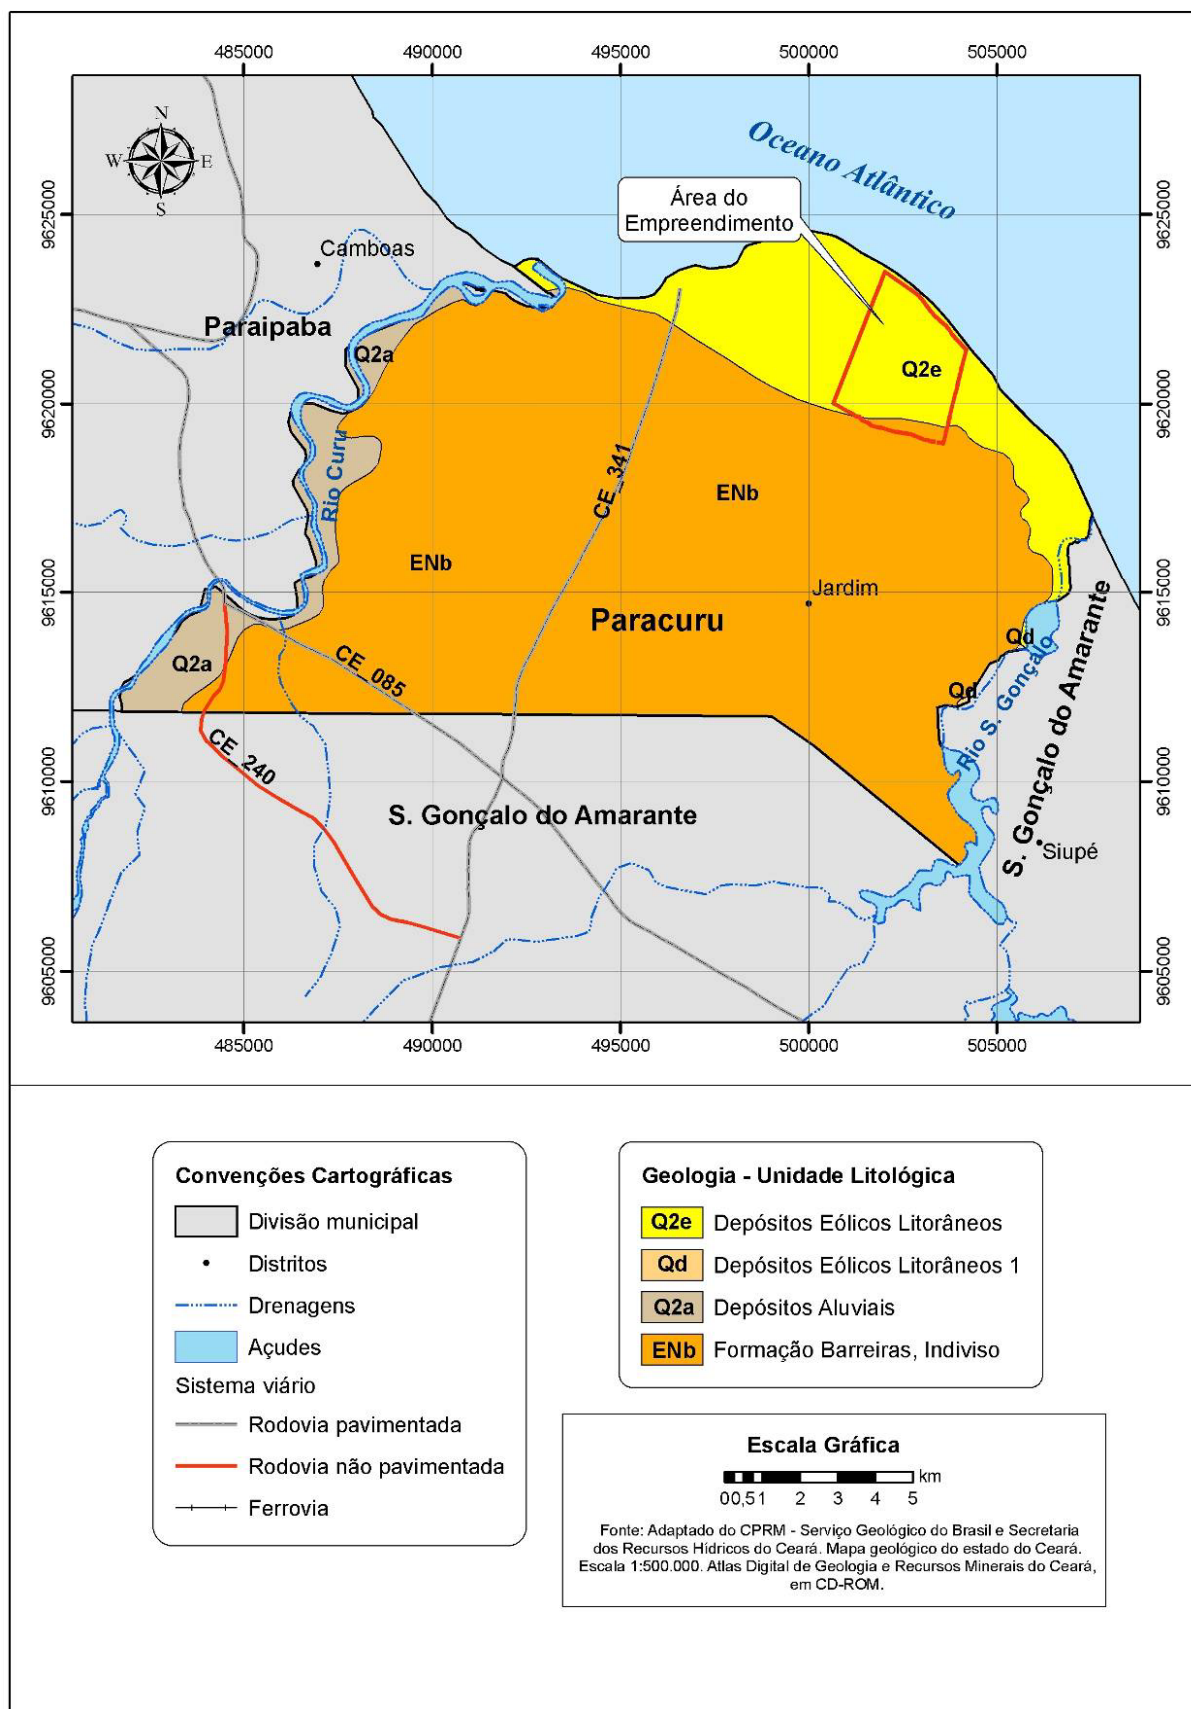 485000
490000
495000
500000
505000
N
W
E
S
Oceano Atlântico
Área do
Empreendimento
9625000
9625000
Camboas
Paraipaba
Q2a
Q2e
9620000
9620000
Rio Curu
CE_341
ENb
ENb
9615000
9615000
Jardim
Paracuru
Qd
Q2a
CE_085
Qd
Rio S. Gonçalo
S. Gonçalo do Amarante
CE_240
9610000
9610000
S. Gonçalo do Amarante
Siupé
9605000
9605000
485000
490000
495000
500000
505000
Convenções Cartográficas
Divisão municipal
Distritos
Drenagens
Açudes
Sistema viário
Rodovia pavimentada
Rodovia não pavimentada
Ferrovia
Geologia - Unidade Litológica
Q2e Depósitos Eólicos Litorâneos
Qd Depósitos Eólicos Litorâneos 1
Q2a Depósitos Aluviais
ENb Formação Barreiras, Indiviso
Escala Gráfica
km
0 0,5 1 2 3 4 5
Fonte: Adaptado do CPRM - Serviço Geológico do Brasil e Secretaria
dos Recursos Hídricos do Ceará. Mapa geológico do estado do Ceará.
Escala 1:500.000. Atlas Digital de Geologia e Recursos Minerais do Ceará,
em CD-ROM.